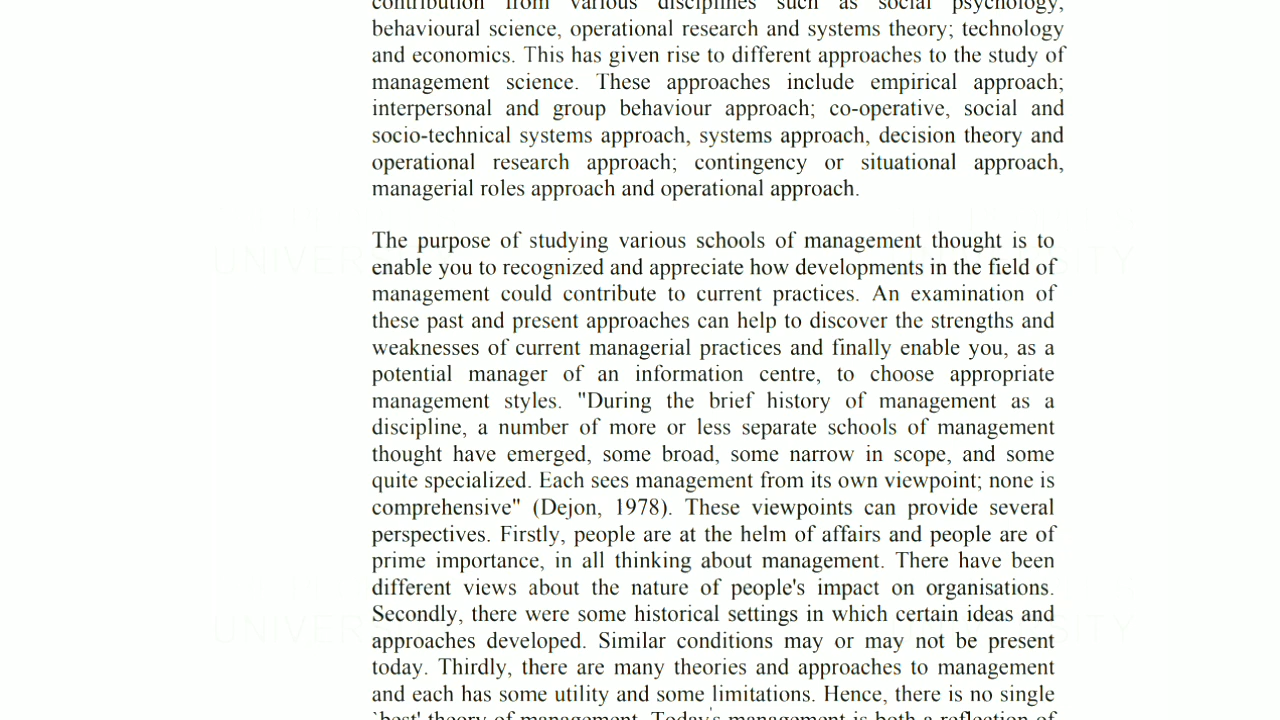 contribution from various disciplines such as social psychology,
behavioural science, operational research and systems theory; technology
and economics. This has given rise to different approaches to the study of
management science. These approaches include empirical approach;
interpersonal and group behaviour approach; co-operative, social and
socio-technical systems approach, systems approach, decision theory and
operational research approach; contingency or situational approach,
managerial roles approach and operational approach.
The purpose of studying various schools of management thought is to
enable you to recognized and appreciate how developments in the field of
management could contribute to current practices. An examination of
these past and present approaches can help to discover the strengths and
weaknesses of current managerial practices and finally enable you, as a
potential manager of an information centre, to choose appropriate
management styles. "During the brief history of management as a
discipline, a number of more or less separate schools of management
thought have emerged, some broad, some narrow in scope, and some
quite specialized. Each sees management from its own viewpoint; none is
comprehensive" (Dejon, 1978). These viewpoints can provide several
perspectives. Firstly, people are at the helm of affairs and people are of
prime importance, in all thinking about management. There have been
different views about the nature of people's impact on organisations.
Secondly, there were some historical settings in which certain ideas and
approaches developed. Similar conditions may or may not be present
today. Thirdly, there are many theories and approaches to management
and each has some utility and some limitations. Hence, there is no single
`best' theory of management. Today's management is both a reflection of